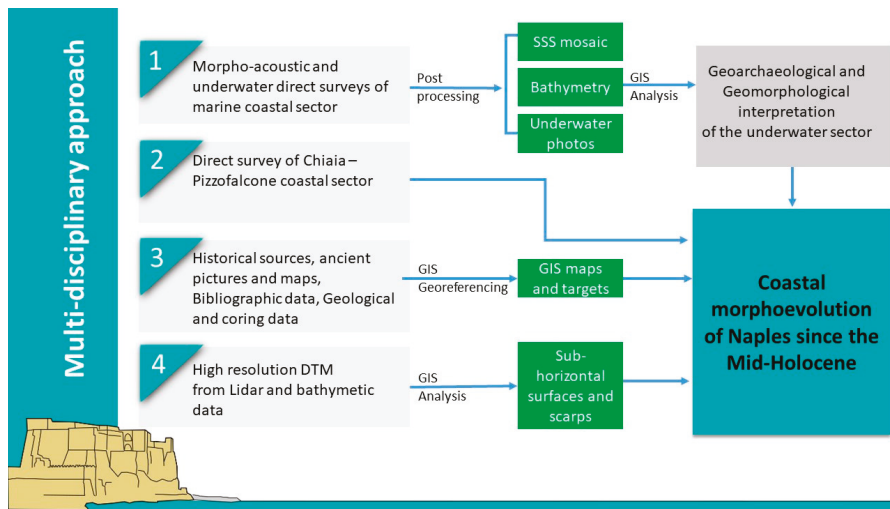 Multi-disciplinary approach
1
Morpho-acoustic and
underwater direct surveys of
marine coastal sector
Post
processing
SSS mosaic
Bathymetry
Underwater
photos
GIS
Analysis
Geoarchaeological and
Geomorphological
interpretation
of the underwater sector
2
Direct survey of Chiaia –
Pizzofalcone coastal sector
3
Historical sources, ancient
pictures and maps,
Bibliographic data, Geological
and coring data
GIS
Georeferencing
GIS maps
and targets
4
High resolution DTM
from Lidar and bathymetic
data
GIS
Analysis
Sub-
horizontal
surfaces and
scarps
Coastal
morphoevolution
of Naples since the
Mid-Holocene